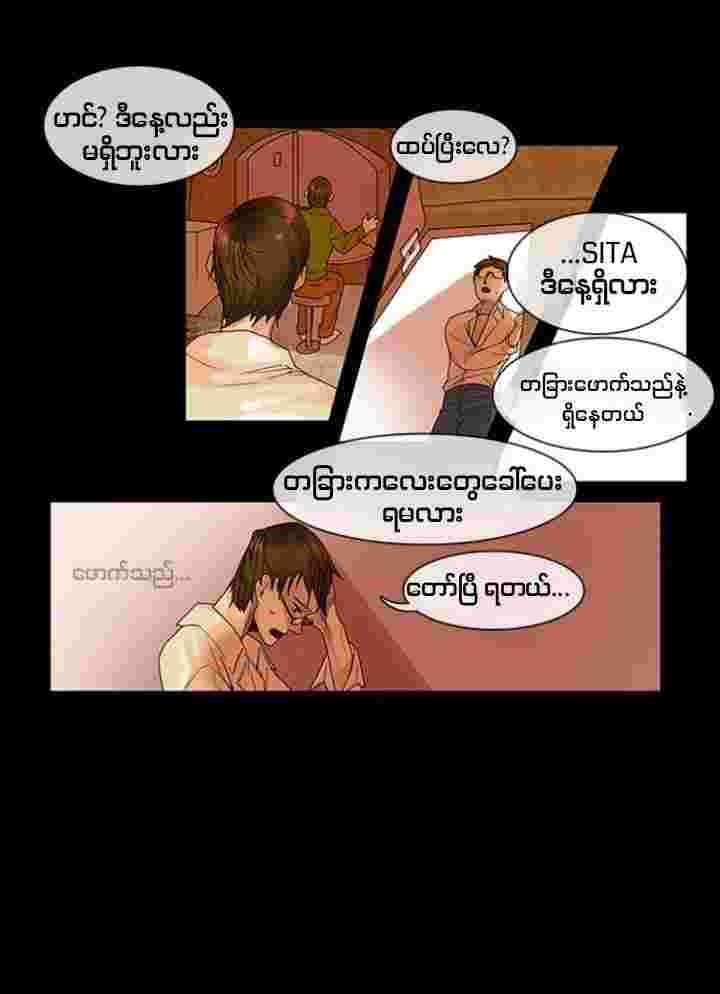 ဟင်? ဒီနေ့လည်း
မရှိဘူးလား
ထပ်ပြီးလေ?
...SITA
ဒီနေ့ရှိလား
တခြားဖောက်သည်နဲ့
ရှိနေတယ် .
တခြားကလေးတွေခေါ်ပေး
ရမလား
ဖောက်သည်...
တော်ပြီ ရတယ်...